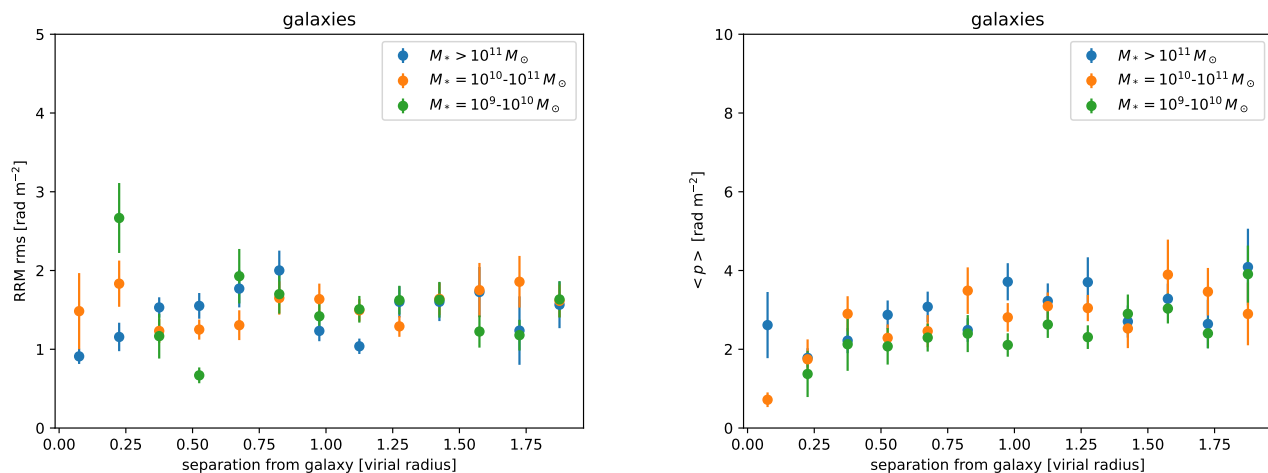 galaxies
5
4
3
2
1
0
RRM rms [rad m⁻²]
M* > 10¹¹ M⊙
M* = 10¹⁰-10¹¹ M⊙
M* = 10⁹-10¹⁰ M⊙
0.00 0.25 0.50 0.75 1.00 1.25 1.50 1.75
separation from galaxy [virial radius]
galaxies
10
8
6
4
2
0
<p> [rad m⁻²]
M* > 10¹¹ M⊙
M* = 10¹⁰-10¹¹ M⊙
M* = 10⁹-10¹⁰ M⊙
0.00 0.25 0.50 0.75 1.00 1.25 1.50 1.75
separation from galaxy [virial radius]